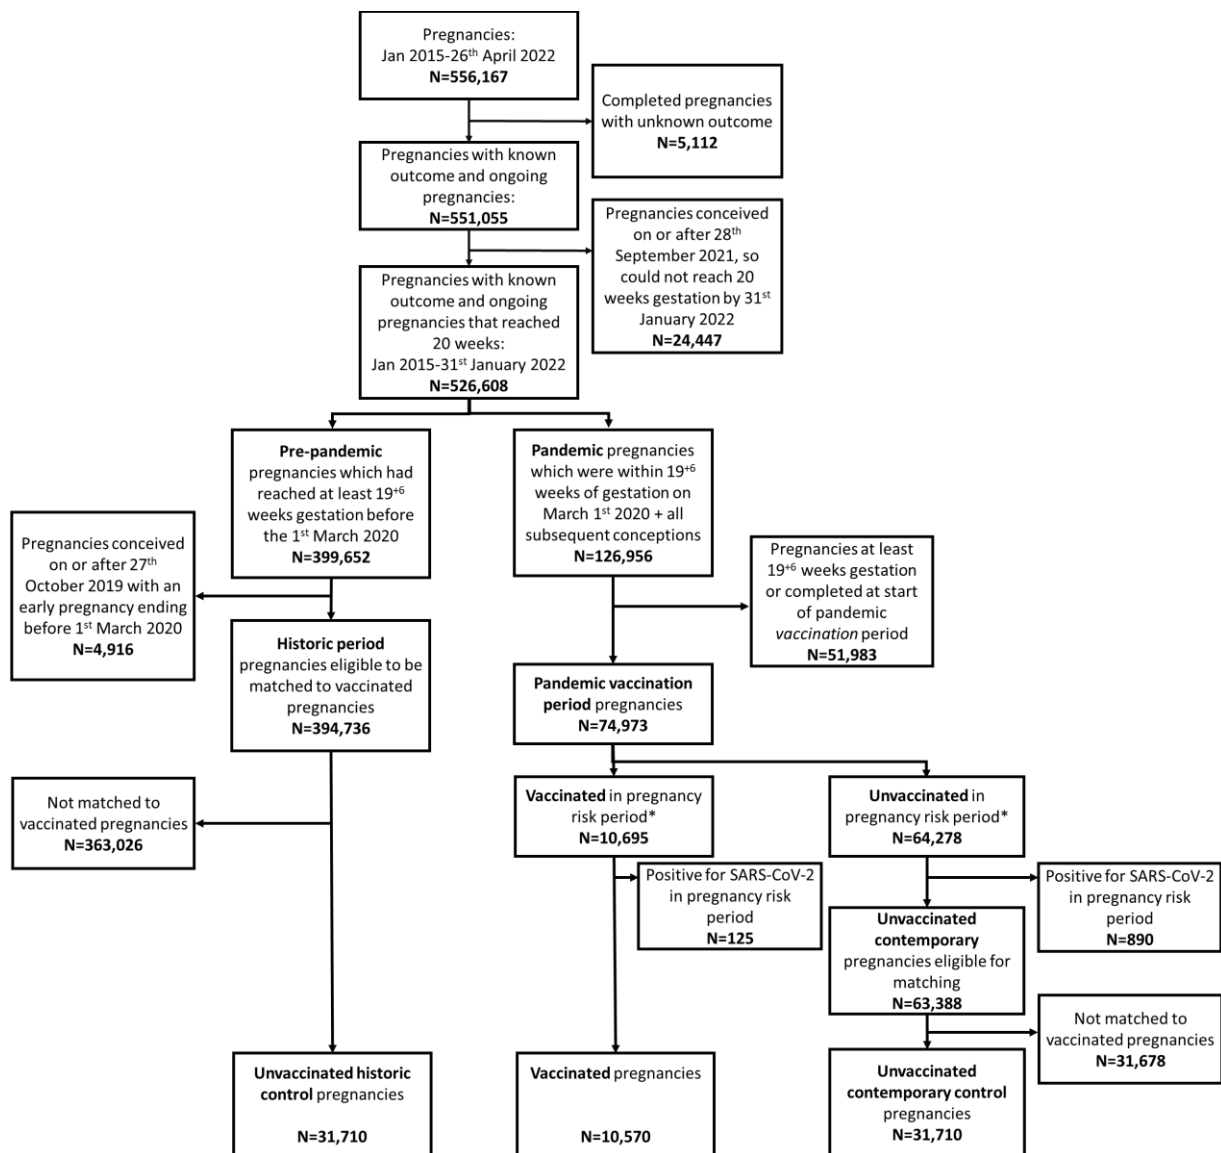 Pregnancies:
Jan 2015-26th April 2022
N=556,167
Completed pregnancies
with unknown outcome
N=5,112
Pregnancies with known
outcome and ongoing
pregnancies:
N=551,055
Pregnancies conceived
on or after 28th
September 2021, so
could not reach 20
weeks gestation by 31st
January 2022
N=24,447
Pregnancies with known
outcome and ongoing
pregnancies that reached
20 weeks:
Jan 2015-31st January 2022
N=526,608
Pre-pandemic
pregnancies which had
reached at least 19+6
weeks gestation before
the 1st March 2020
N=399,652
Pandemic pregnancies
which were within 19+6
weeks of gestation on
March 1st 2020 + all
subsequent conceptions
N=126,956
Pregnancies conceived
on or after 27th
October 2019 with an
early pregnancy ending
before 1st March 2020
N=4,916
Pregnancies at least
19+6 weeks gestation
or completed at start
of pandemic
vaccination period
N=51,983
Historic period
pregnancies eligible to be
matched to vaccinated
pregnancies
N=394,736
Pandemic vaccination
period pregnancies
N=74,973
Not matched to
vaccinated pregnancies
N=363,026
Vaccinated in pregnancy
risk period*
N=10,695
Unvaccinated in
pregnancy risk period*
N=64,278
Positive for SARS-CoV-2
in pregnancy risk
period
N=125
Positive for SARS-CoV-2
in pregnancy risk
period
N=890
Unvaccinated
contemporary
pregnancies eligible for
matching
N=63,388
Not matched to
vaccinated pregnancies
N=31,678
Unvaccinated historic
control pregnancies
N=31,710
Vaccinated pregnancies
N=10,570
Unvaccinated
contemporary control
pregnancies
N=31,710